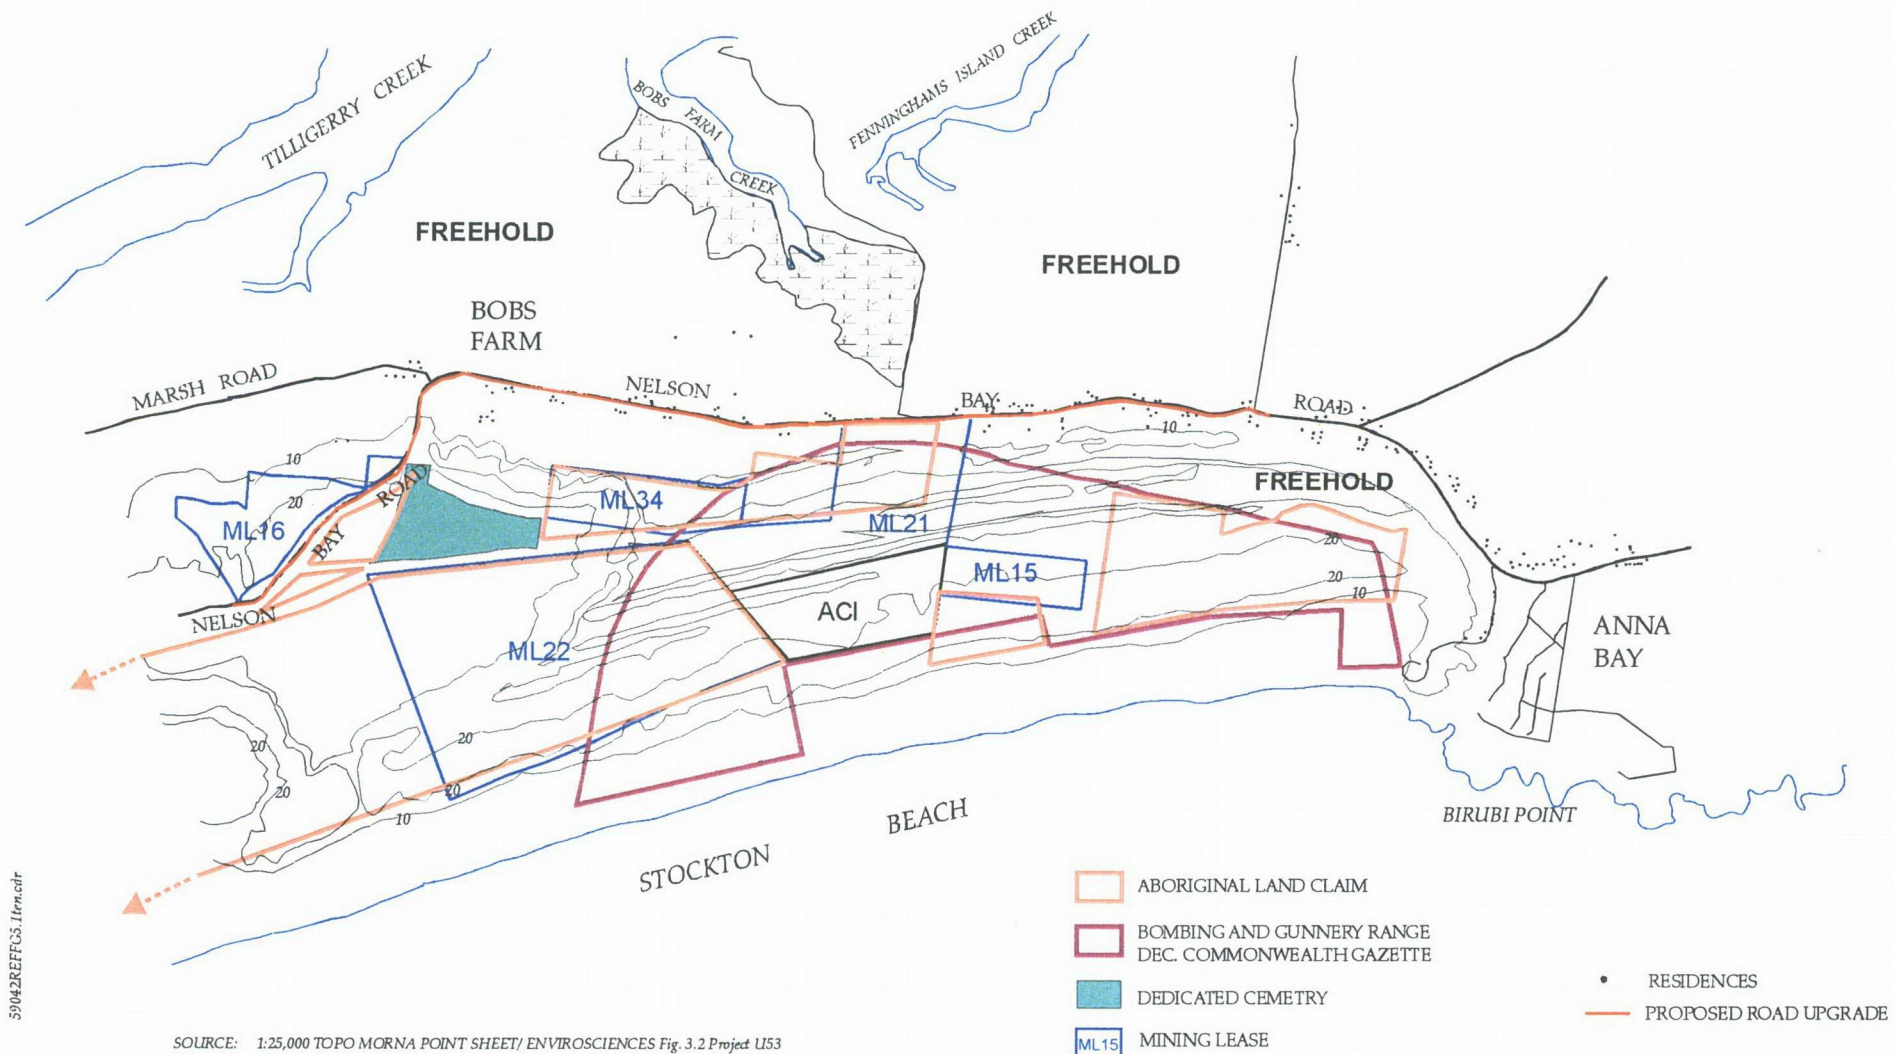 TILLIGERRY CREEK
BOBS FARM CREEK
FENNINGHAMS ISLAND CREEK
FREEHOLD
FREEHOLD
BOBS
FARM
MARSH ROAD
NELSON BAY ROAD
10
10
20
FREEHOLD
ML16
ML34
ML21
NELSON BAY ROAD
ML15
ACI
ML22
20
20
10
ANNA
BAY
20
20
20
20
10
STOCKTON BEACH
BIRUBI POINT
ABORIGINAL LAND CLAIM
BOMBING AND GUNNERY RANGE
DEC. COMMONWEALTH GAZETTE
DEDICATED CEMETRY
ML15 MINING LEASE
RESIDENCES
PROPOSED ROAD UPGRADE
59042REFFG5.1ten.cdr
SOURCE: 1:25,000 TOPO MORNA POINT SHEET/ ENVIROSCIENCES Fig. 3.2 Project U53